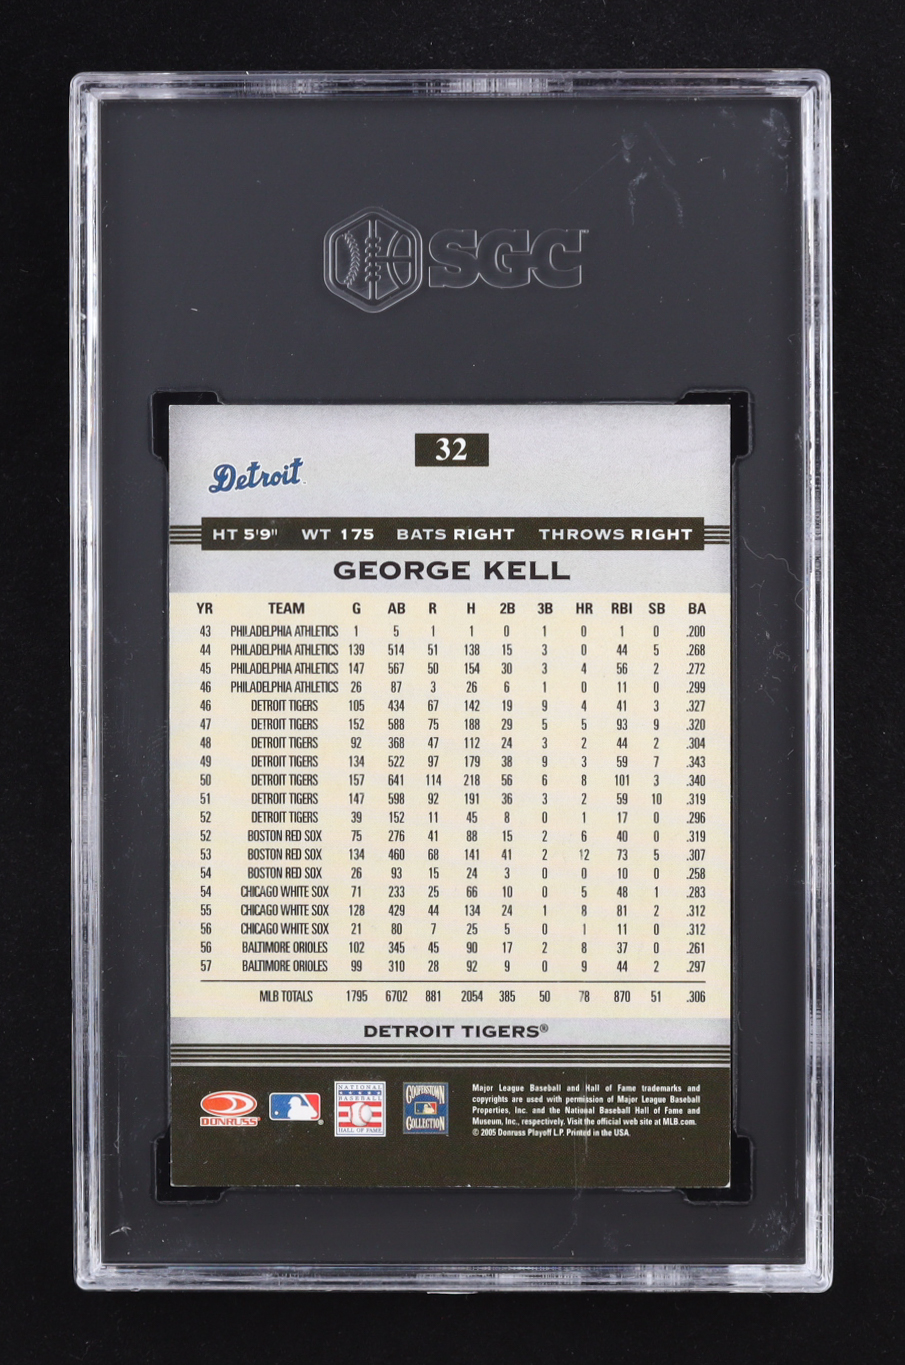 SGC
32
Detroit
HT 5'9" WT 175 BATS RIGHT THROWS RIGHT
GEORGE KELL
YR TEAM G AB R H 2B 3B HR RBI SB BA
43 PHILADELPHIA ATHLETICS 1 5 1 1 0 1 0 1 0 .200
44 PHILADELPHIA ATHLETICS 139 514 51 138 15 3 0 44 5 .268
45 PHILADELPHIA ATHLETICS 147 567 50 154 30 3 4 56 2 .272
46 PHILADELPHIA ATHLETICS 26 87 3 26 6 1 0 11 0 .299
46 DETROIT TIGERS 105 434 67 142 19 9 4 41 3 .327
47 DETROIT TIGERS 152 588 75 188 29 5 5 93 9 .320
48 DETROIT TIGERS 92 368 47 112 24 3 2 44 2 .304
49 DETROIT TIGERS 134 522 97 179 38 9 3 59 7 .343
50 DETROIT TIGERS 157 641 114 218 56 6 8 101 3 .340
51 DETROIT TIGERS 147 598 92 191 36 3 2 59 10 .319
52 DETROIT TIGERS 39 152 11 45 8 0 1 17 0 .296
52 BOSTON RED SOX 75 276 41 88 15 2 6 40 0 .319
53 BOSTON RED SOX 134 460 68 141 41 2 12 73 5 .307
54 BOSTON RED SOX 26 93 15 24 3 0 0 10 0 .258
54 CHICAGO WHITE SOX 71 233 25 66 10 0 5 48 1 .283
55 CHICAGO WHITE SOX 128 429 44 134 24 1 8 81 2 .312
56 CHICAGO WHITE SOX 21 80 7 25 5 0 1 11 0 .312
56 BALTIMORE ORIOLES 102 345 45 90 17 2 8 37 0 .261
57 BALTIMORE ORIOLES 99 310 28 92 9 0 9 44 2 .297
MLB TOTALS 1795 6702 881 2054 385 50 78 870 51 .306
DETROIT TIGERS®
DONRUSS
NATIONAL
BASEBALL
HALL OF FAME
COOPERSTOWN
COLLECTION
Major League Baseball and Hall of Fame trademarks and
copyrights are used with permission of Major League Baseball
Properties, Inc. and the National Baseball Hall of Fame and
Museum, Inc., respectively. Visit the official web site at MLB.com.
© 2005 Donruss Playoff L.P. Printed in the USA.